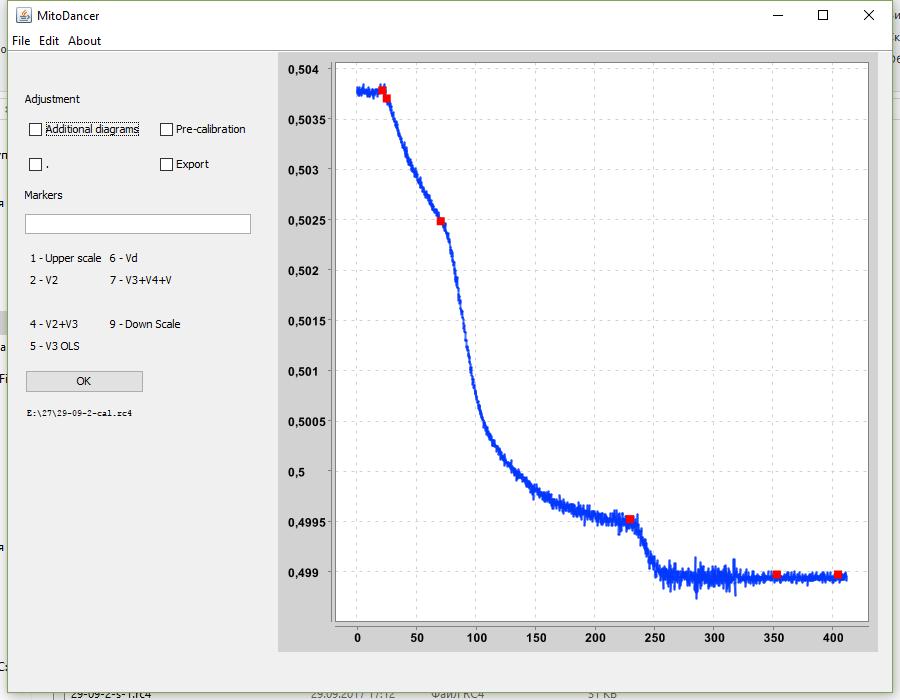 MitoDancer
File Edit About
Adjustment
Additional diagrams Pre-calibration
. Export
Markers
1 - Upper scale 6 - Vd
2 - V2 7 - V3+V4+V
4 - V2+V3 9 - Down Scale
5 - V3 OLS
OK
E:\27\29-09-2-cal.rc4
0,504
0,5035
0,503
0,5025
0,502
0,5015
0,501
0,5005
0,5
0,4995
0,499
0 50 100 150 200 250 300 350 400
29-09-2-s-1.rc4 29.09.2017 17:12 Файл RC4 31 КБ